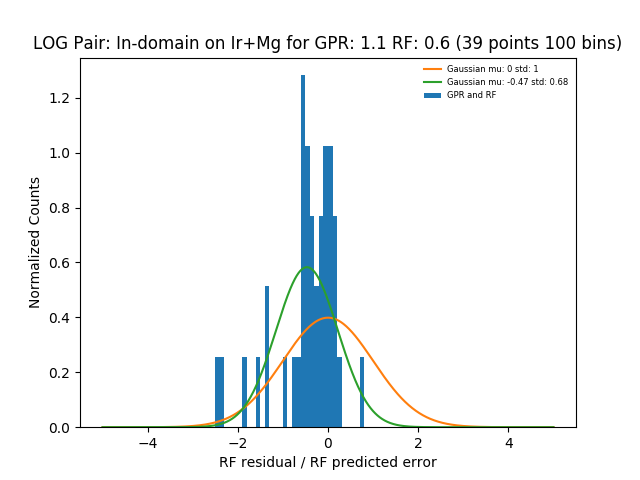 LOG Pair: In-domain on Ir+Mg for GPR: 1.1 RF: 0.6 (39 points 100 bins)
Gaussian mu: 0 std: 1
Gaussian mu: -0.47 std: 0.68
GPR and RF
Normalized Counts
1.2
1.0
0.8
0.6
0.4
0.2
0.0
−4 −2 0 2 4
RF residual / RF predicted error